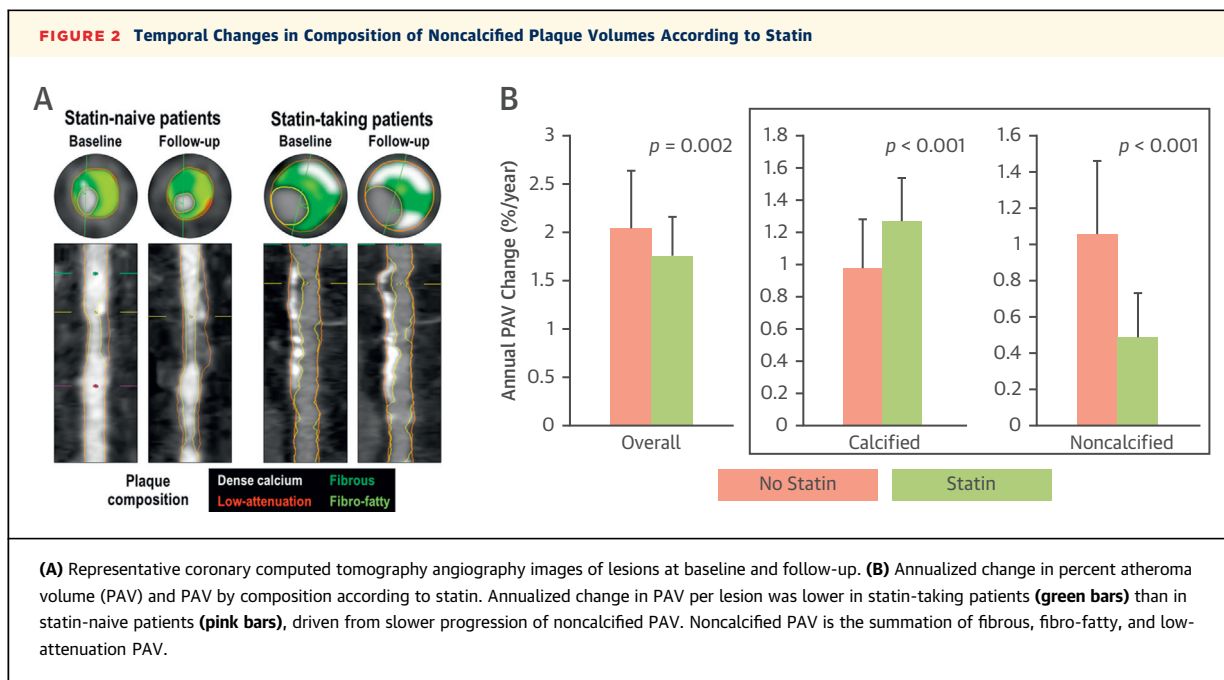 FIGURE 2 Temporal Changes in Composition of Noncalcified Plaque Volumes According to Statin
A
Statin-naive patients
Baseline Follow-up
Statin-taking patients
Baseline Follow-up
Plaque composition
Dense calcium Fibrous
Low-attenuation Fibro-fatty
B
Annual PAV Change (%/year)
3
2.5
2
1.5
1
0.5
0
p = 0.002
Overall
1.8
1.6
1.4
1.2
1.0
0.8
0.6
0.4
0.2
0
p < 0.001
Calcified
1.6
1.4
1.2
1
0.8
0.6
0.4
0.2
0
p < 0.001
Noncalcified
No Statin Statin
(A) Representative coronary computed tomography angiography images of lesions at baseline and follow-up. (B) Annualized change in percent atheroma
volume (PAV) and PAV by composition according to statin. Annualized change in PAV per lesion was lower in statin-taking patients (green bars) than in
statin-naive patients (pink bars), driven from slower progression of noncalcified PAV. Noncalcified PAV is the summation of fibrous, fibro-fatty, and low-
attenuation PAV.